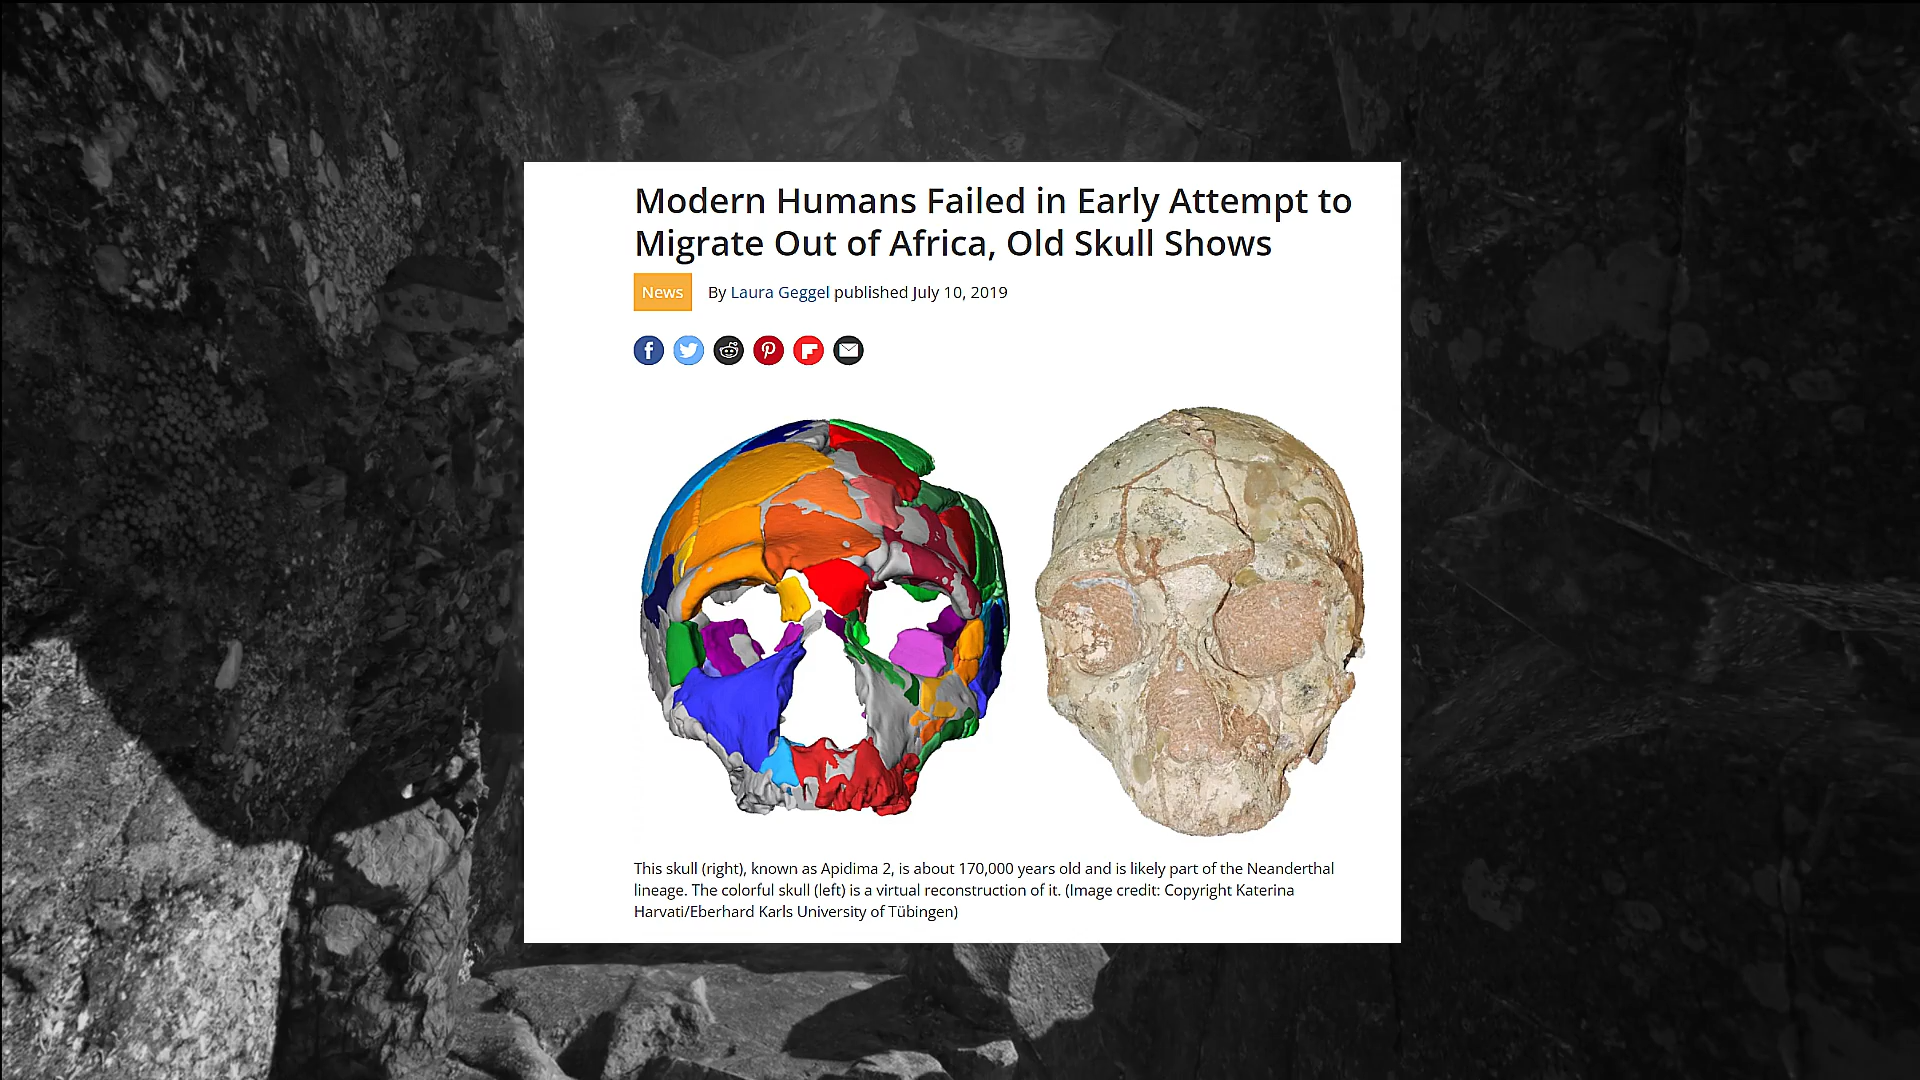 Modern Humans Failed in Early Attempt to
Migrate Out of Africa, Old Skull Shows
News By Laura Geggel published July 10, 2019
This skull (right), known as Apidima 2, is about 170,000 years old and is likely part of the Neanderthal
lineage. The colorful skull (left) is a virtual reconstruction of it. (Image credit: Copyright Katerina
Harvati/Eberhard Karls University of Tübingen)